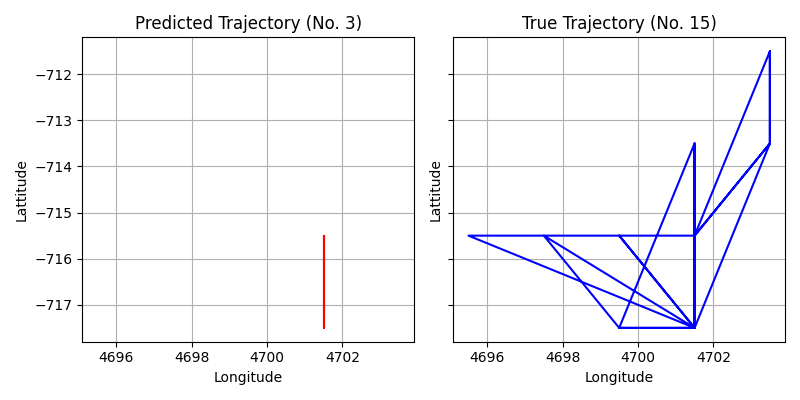 Predicted Trajectory (No. 3)
True Trajectory (No. 15)
−712
−713
−714
−715
−716
−717
Lattitude
Lattitude
4696
4698
4700
4702
4696
4698
4700
4702
Longitude
Longitude